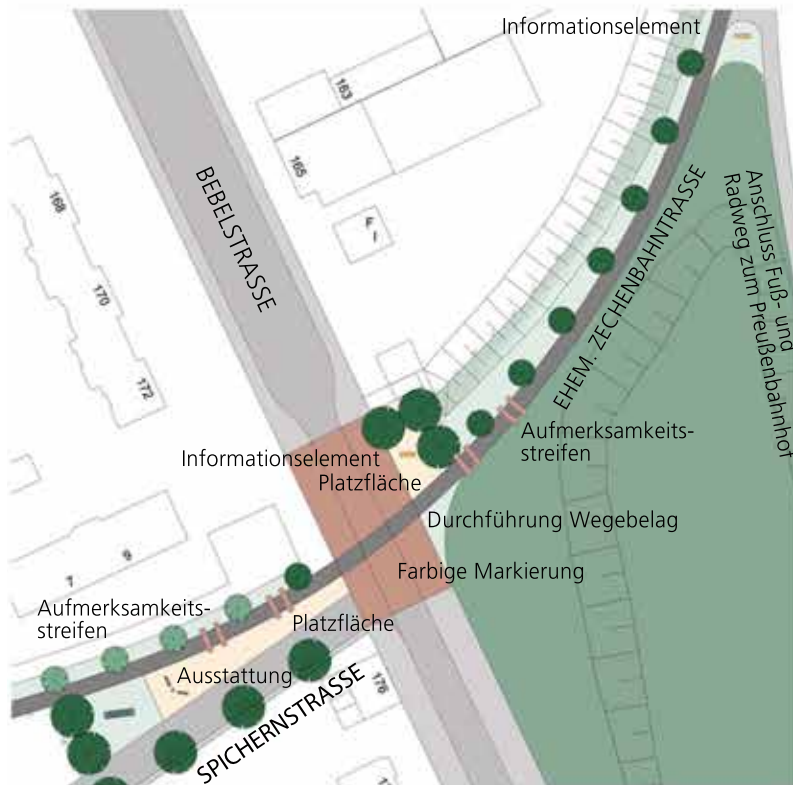 Informationselement
163
165
BEBELSTRASSE
168
170
172
EHEM. ZECHENBAHNTRASSE
Anschluss Fuß- und
Radweg zum Preußenbahnhof
Aufmerksamkeits-
streifen
Informationselement
Platzfläche
Durchführung Wegebelag
Farbige Markierung
7
9
Aufmerksamkeits-
streifen
Platzfläche
Ausstattung
SPICHERNSTRASSE
176